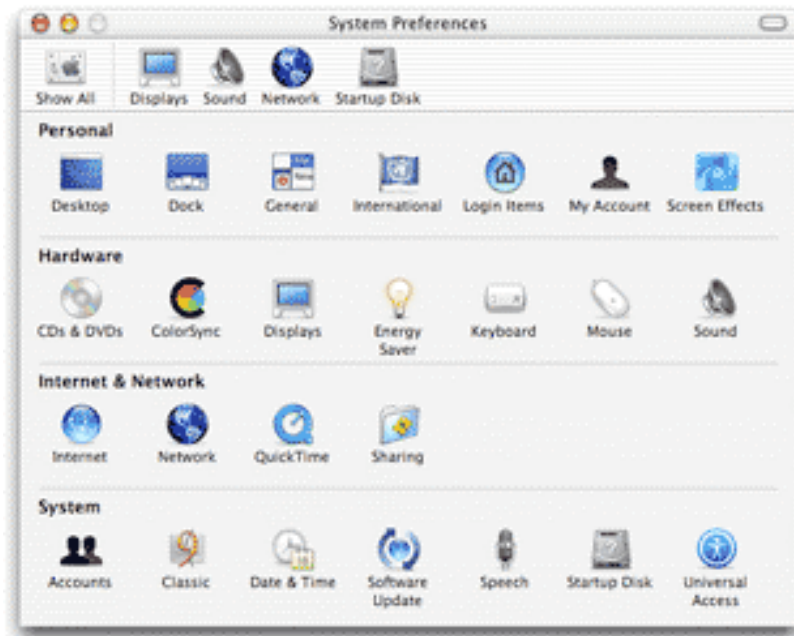 System Preferences
Show All Displays Sound Network Startup Disk
Personal
Desktop Dock General International Login Items My Account Screen Effects
Hardware
CDs & DVDs ColorSync Displays Energy Saver Keyboard Mouse Sound
Internet & Network
Internet Network QuickTime Sharing
System
Accounts Classic Date & Time Software Update Speech Startup Disk Universal Access